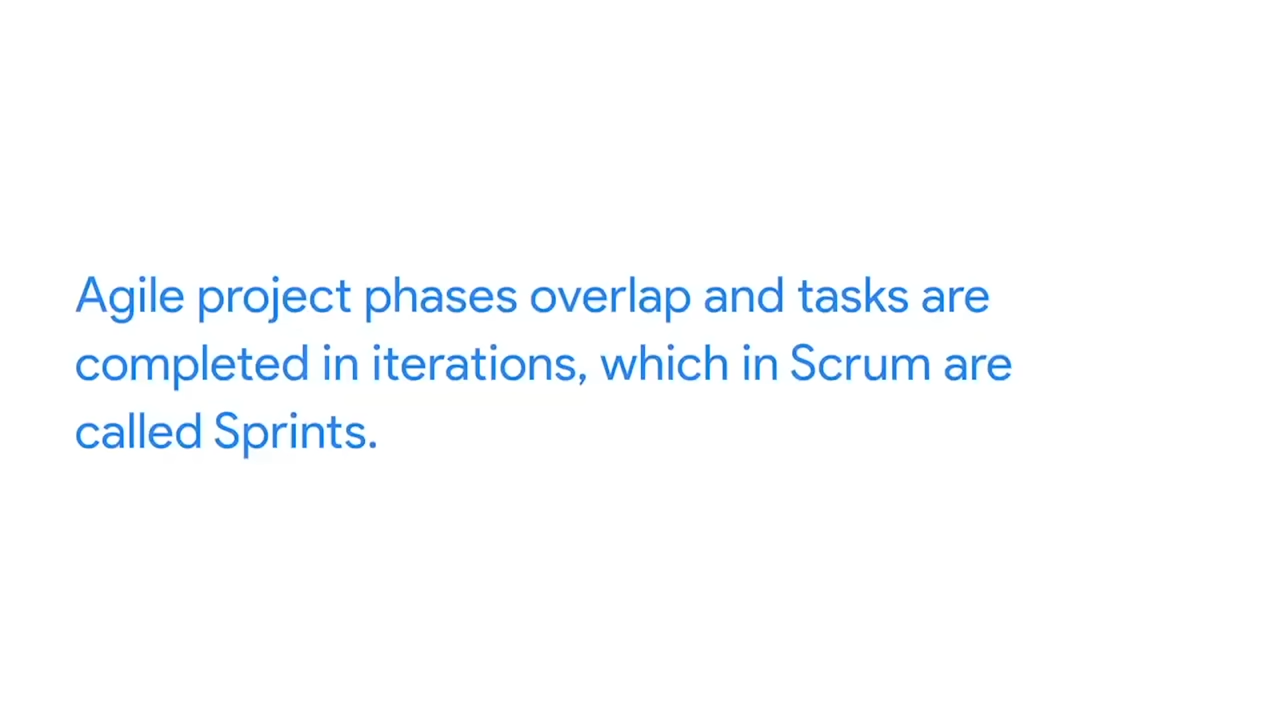 Agile project phases overlap and tasks are
completed in iterations, which in Scrum are
called Sprints.